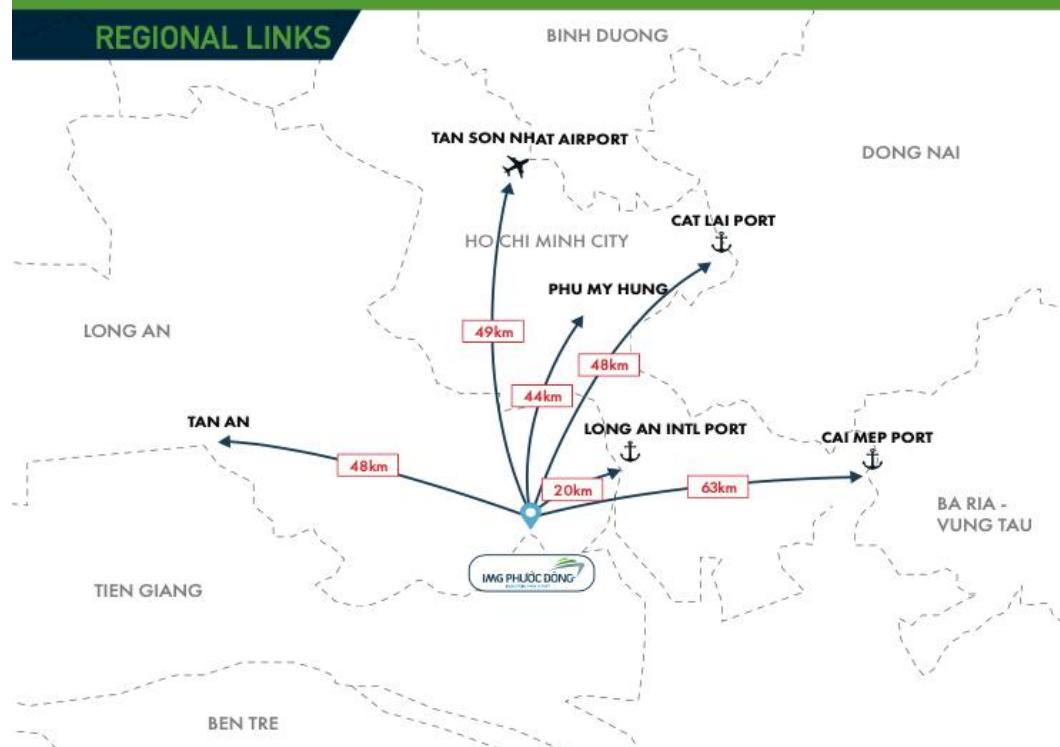 REGIONAL LINKS
BINH DUONG
TAN SON NHAT AIRPORT
DONG NAI
CAT LAI PORT
HO CHI MINH CITY
PHU MY HUNG
LONG AN
49km
48km
44km
TAN AN
LONG AN INTL PORT
CAI MEP PORT
48km
20km
63km
BA RIA -
VUNG TAU
IMG PHƯỚC ĐÔNG
TIEN GIANG
BEN TRE